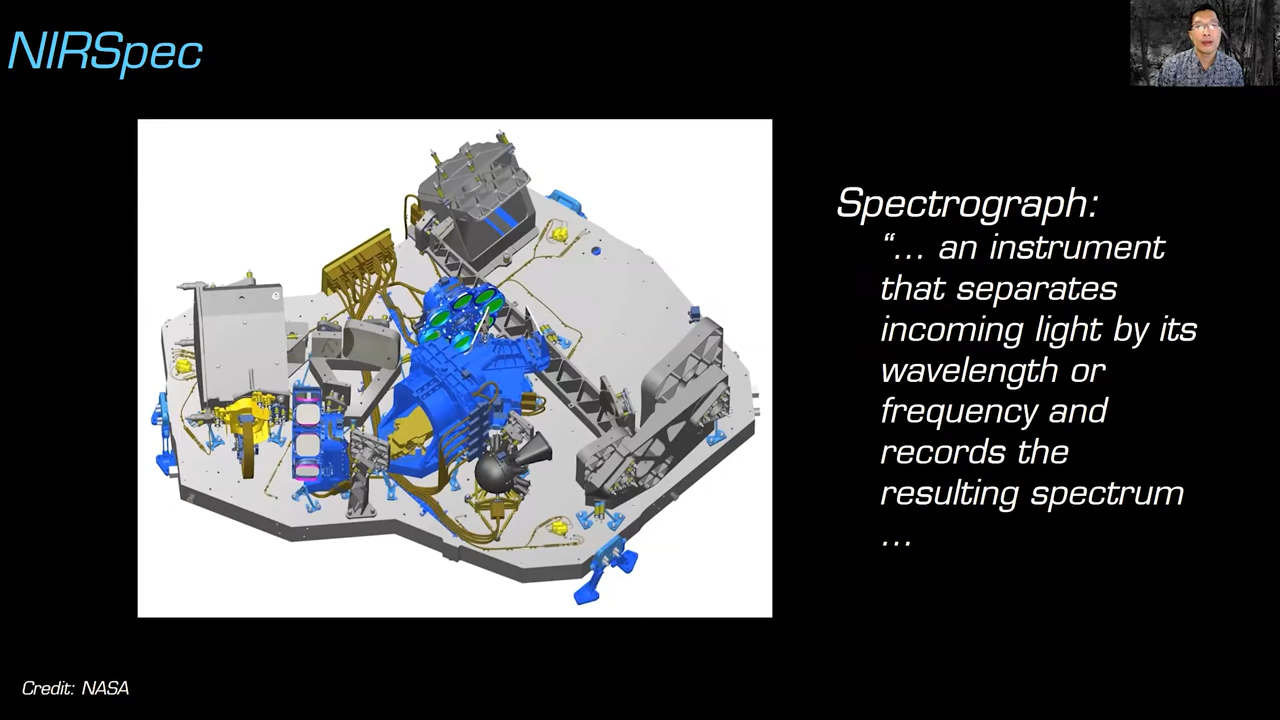 NIRSpec
Spectrograph:
“... an instrument
that separates
incoming light by its
wavelength or
frequency and
records the
resulting spectrum
...
Credit: NASA